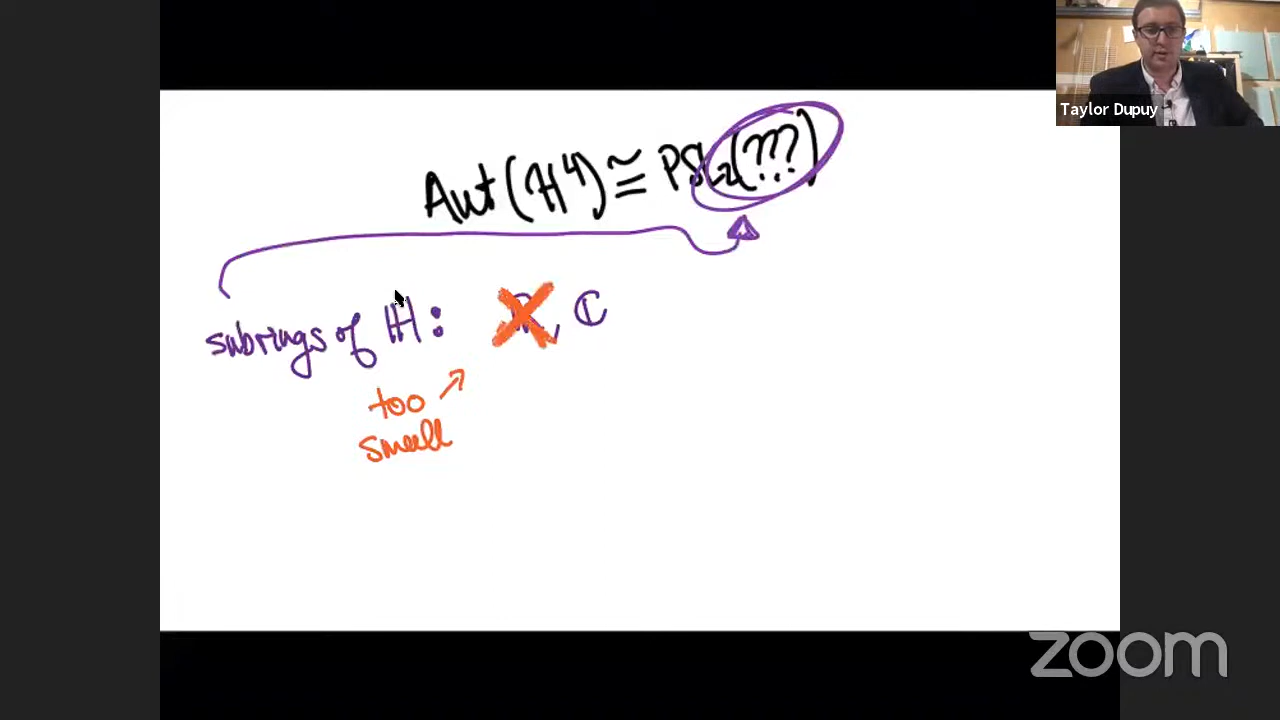 Taylor Dupuy
Aut(H⁴) ≅ PSL₂(???)
subrings of ℍ: ℝ, ℂ
too
small
zoom